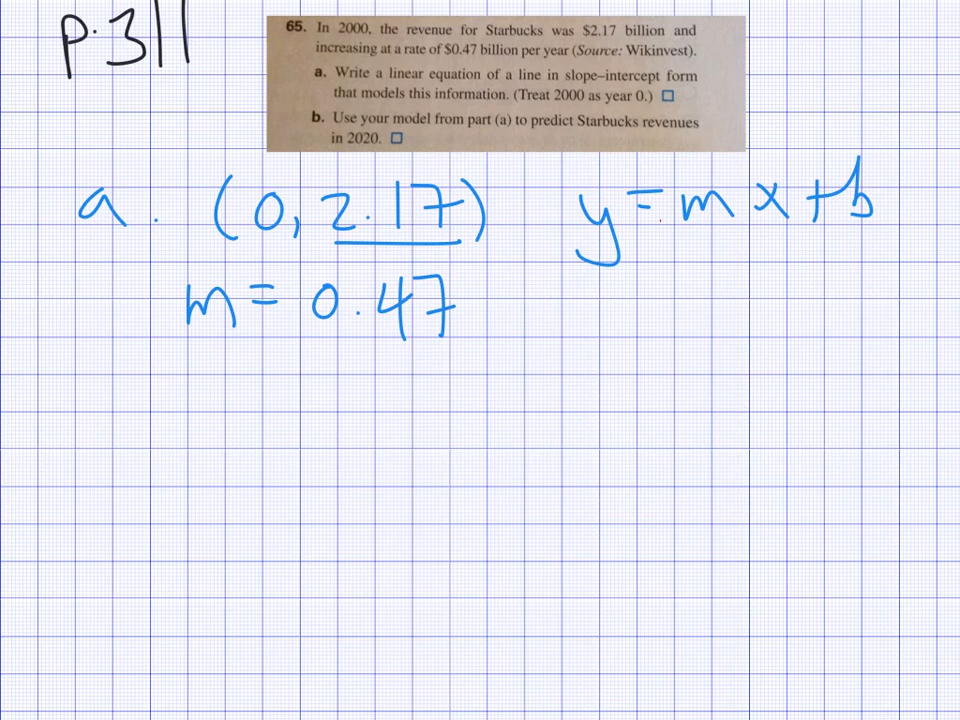 p.311
65. In 2000, the revenue for Starbucks was $2.17 billion and
increasing at a rate of $0.47 billion per year (Source: Wikinvest).
a. Write a linear equation of a line in slope–intercept form
that models this information. (Treat 2000 as year 0.)
b. Use your model from part (a) to predict Starbucks revenues
in 2020.
a. (0, 2.17) y = mx + b
m = 0.47